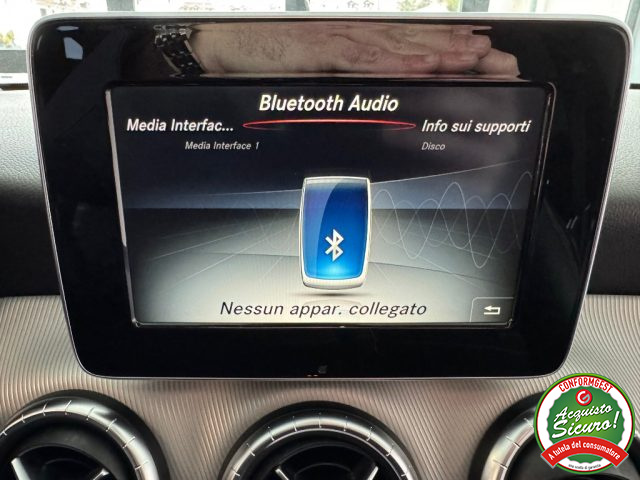 Bluetooth Audio
Media Interfac... Info sui supporti
Media Interface 1 Disco
Nessun appar. collegato
CONFORMGEST
Acquisto
Sicuro!
A tutela del consumatore